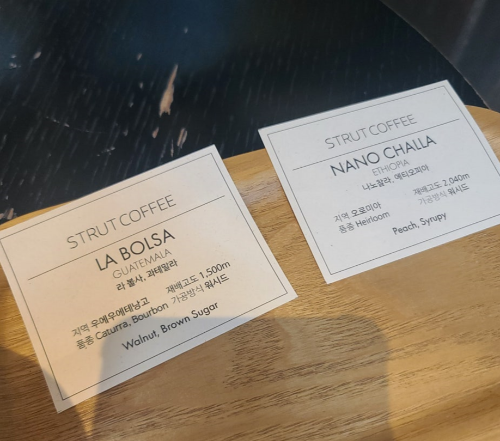 STRUT COFFEE
LA BOLSA
GUATEMALA
라 볼사, 과테말라
지역 우에우에테낭고 재배고도 1,500m
품종 Caturra, Bourbon 가공방식 워시드
Walnut, Brown Sugar
STRUT COFFEE
NANO CHALLA
ETHIOPIA
나노찰라, 에티오피아
지역 오로미아 재배고도 2,040m
품종 Heirloom 가공방식 워시드
Peach, Syrupy